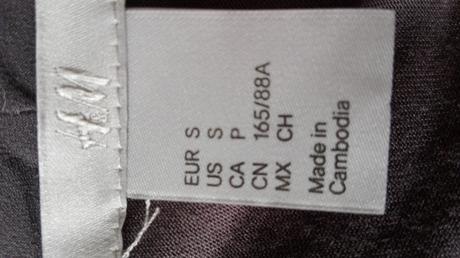 H&M
EUR S
US S
CA P
CN 165/88A
MX CH
Made in
Cambodia